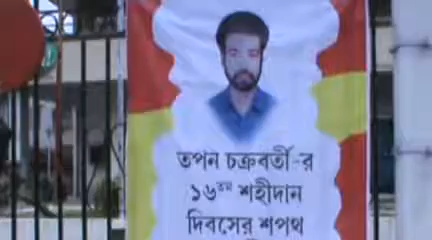 তপন চক্রবর্তী-র
১৬তম শহীদান
দিবসের শপথ